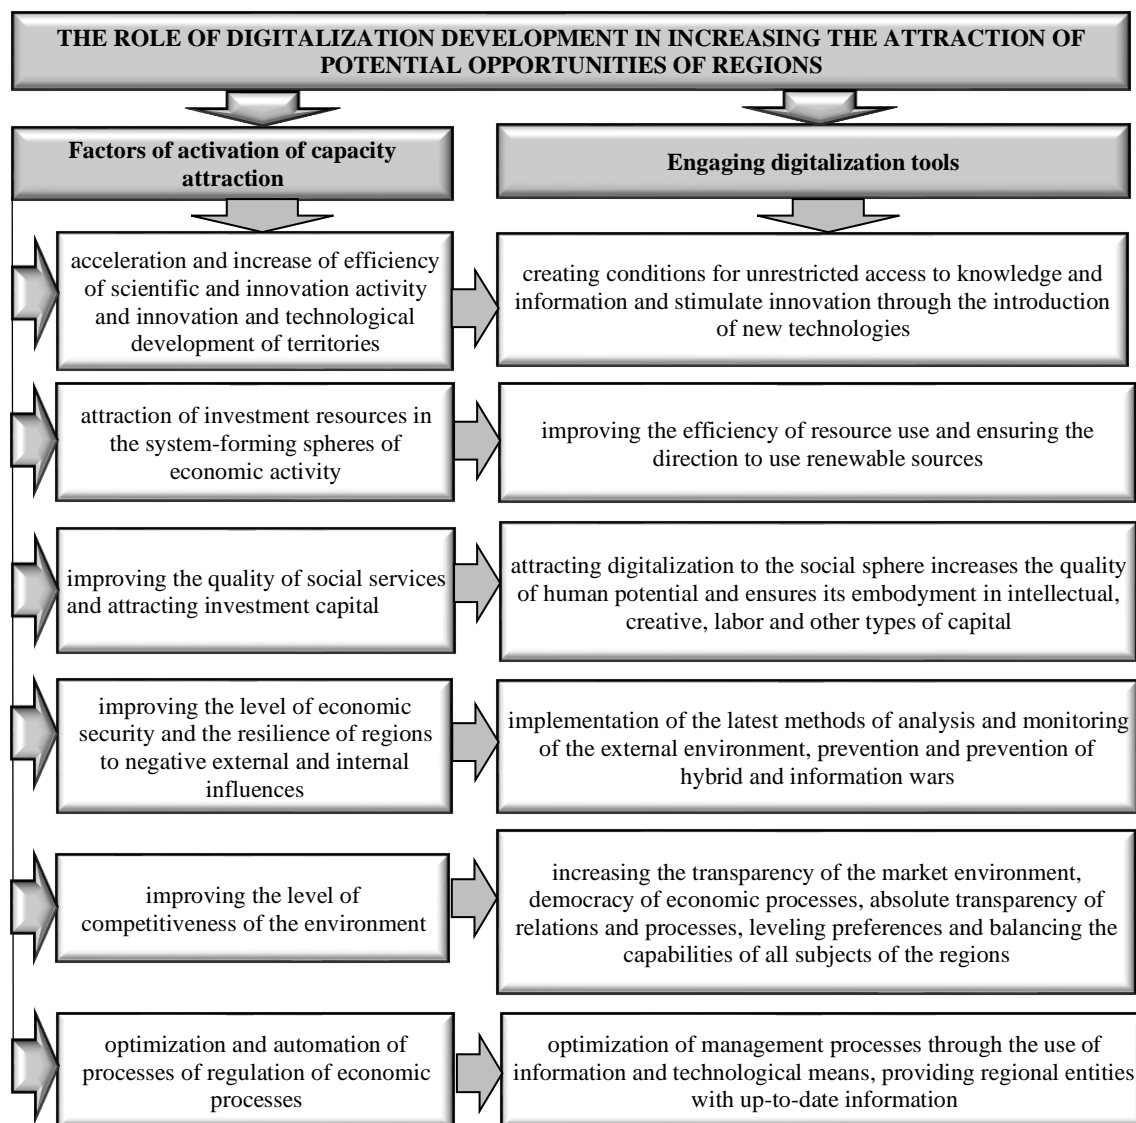 THE ROLE OF DIGITALIZATION DEVELOPMENT IN INCREASING THE ATTRACTION OF
POTENTIAL OPPORTUNITIES OF REGIONS
Factors of activation of capacity
attraction
Engaging digitalization tools
acceleration and increase of efficiency
of scientific and innovation activity
and innovation and technological
development of territories
creating conditions for unrestricted access to knowledge and
information and stimulate innovation through the introduction
of new technologies
attraction of investment resources in
the system-forming spheres of
economic activity
improving the efficiency of resource use and ensuring the
direction to use renewable sources
improving the quality of social services
and attracting investment capital
attracting digitalization to the social sphere increases the quality
of human potential and ensures its embodyment in intellectual,
creative, labor and other types of capital
improving the level of economic
security and the resilience of regions
to negative external and internal
influences
implementation of the latest methods of analysis and monitoring
of the external environment, prevention and prevention of
hybrid and information wars
improving the level of
competitiveness of the environment
increasing the transparency of the market environment,
democracy of economic processes, absolute transparency of
relations and processes, leveling preferences and balancing the
capabilities of all subjects of the regions
optimization and automation of
processes of regulation of economic
processes
optimization of management processes through the use of
information and technological means, providing regional entities
with up-to-date information